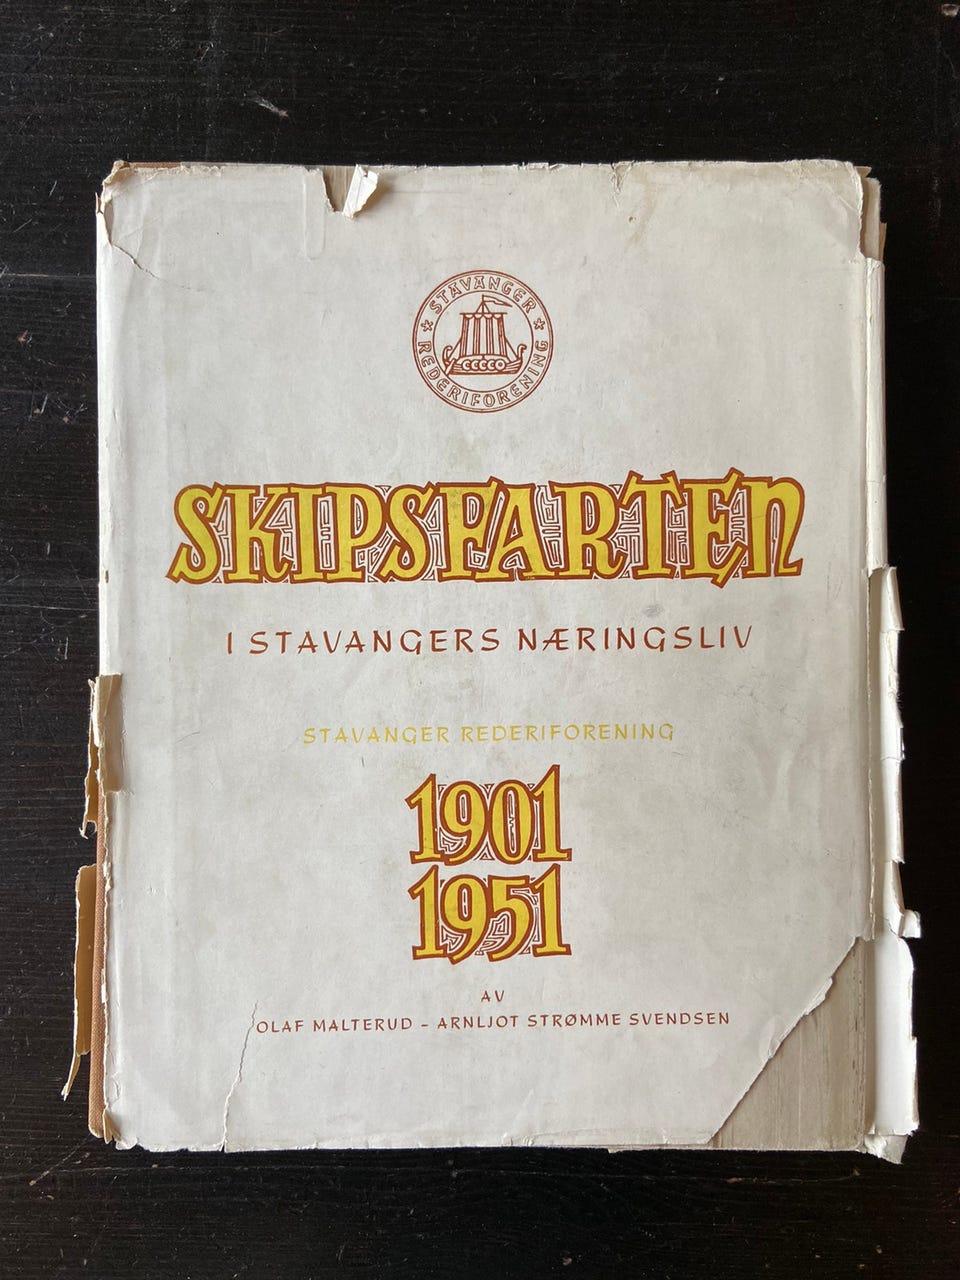 STAVANGER
REDERIFORENING
SKIPSFARTEN
I STAVANGERS NÆRINGSLIV
STAVANGER REDERIFORENING
1901
1951
AV
OLAF MALTERUD – ARNLJOT STRØMME SVENDSEN